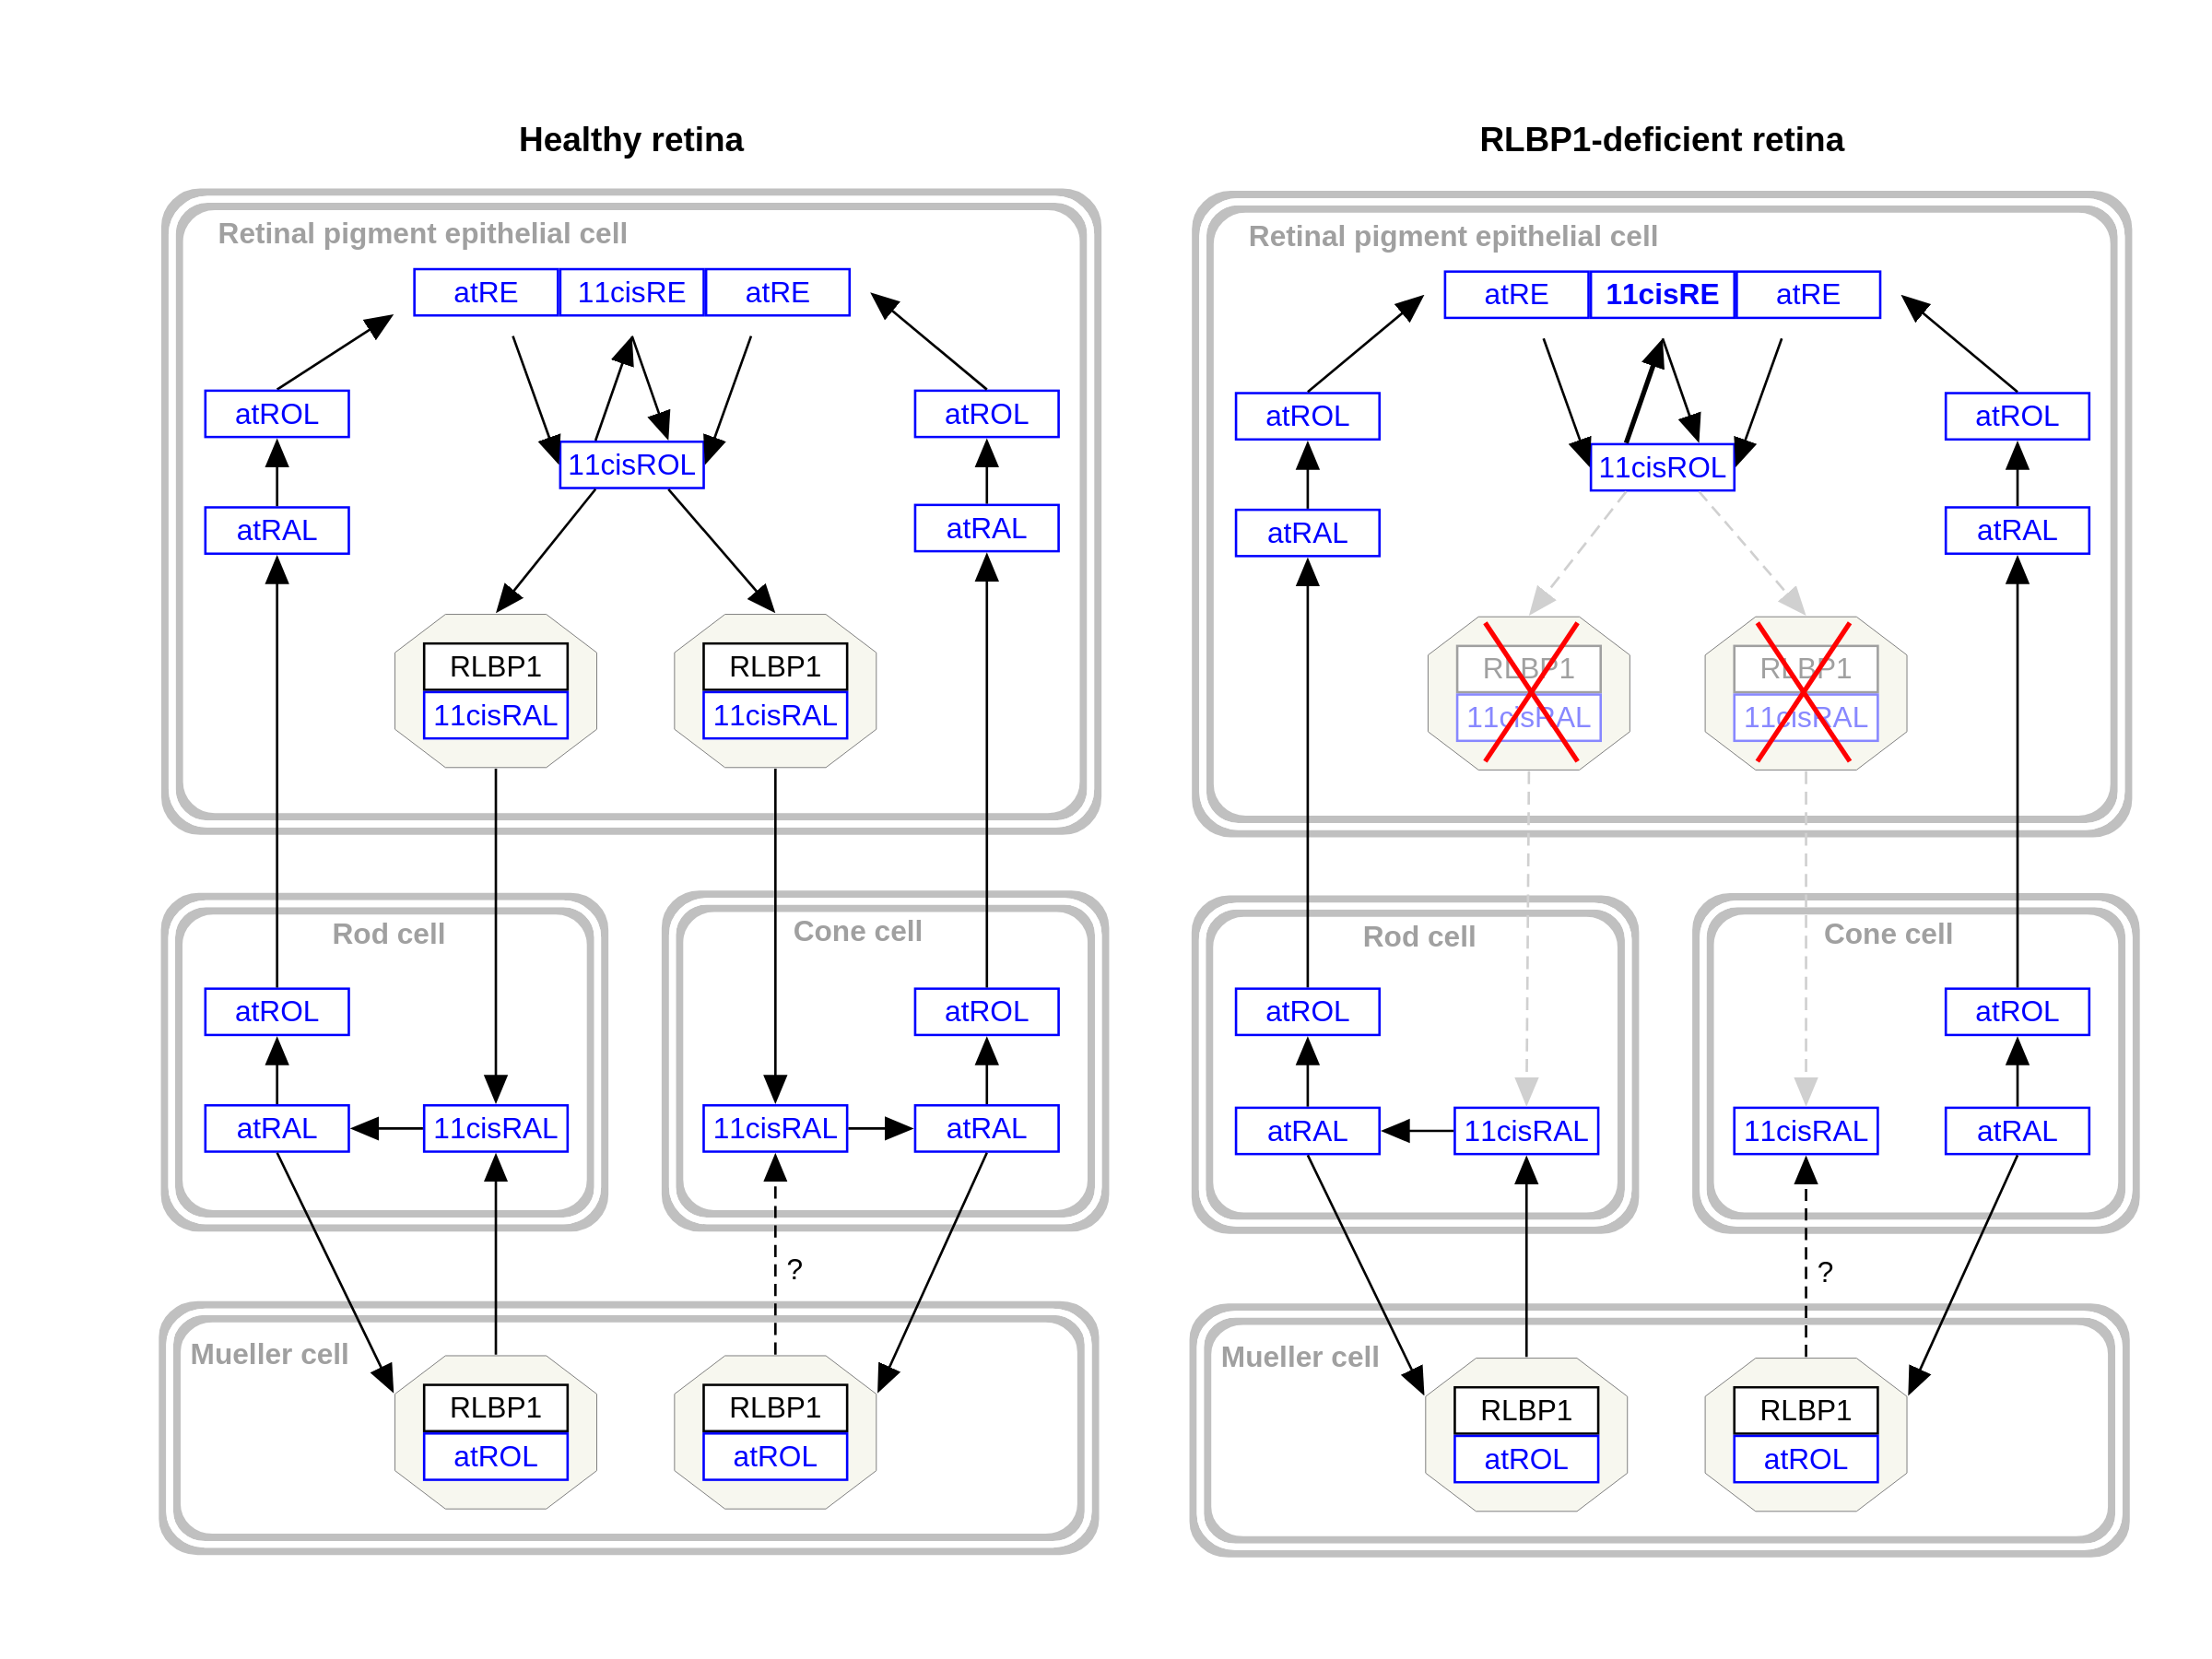 Healthy retina
Retinal pigment epithelial cell
atRE 11cisRE atRE
atROL atROL
11cisROL
atRAL atRAL
RLBP1 RLBP1
11cisRAL 11cisRAL
Rod cell
Cone cell
atROL atROL
atRAL 11cisRAL 11cisRAL atRAL
?
Mueller cell
RLBP1 RLBP1
atROL atROL
RLBP1-deficient retina
Retinal pigment epithelial cell
atRE 11cisRE atRE
atROL atROL
11cisROL
atRAL atRAL
RLBP1 RLBP1
11cisRAL 11cisRAL
Rod cell
Cone cell
atROL atROL
atRAL 11cisRAL 11cisRAL atRAL
?
Mueller cell
RLBP1 RLBP1
atROL atROL